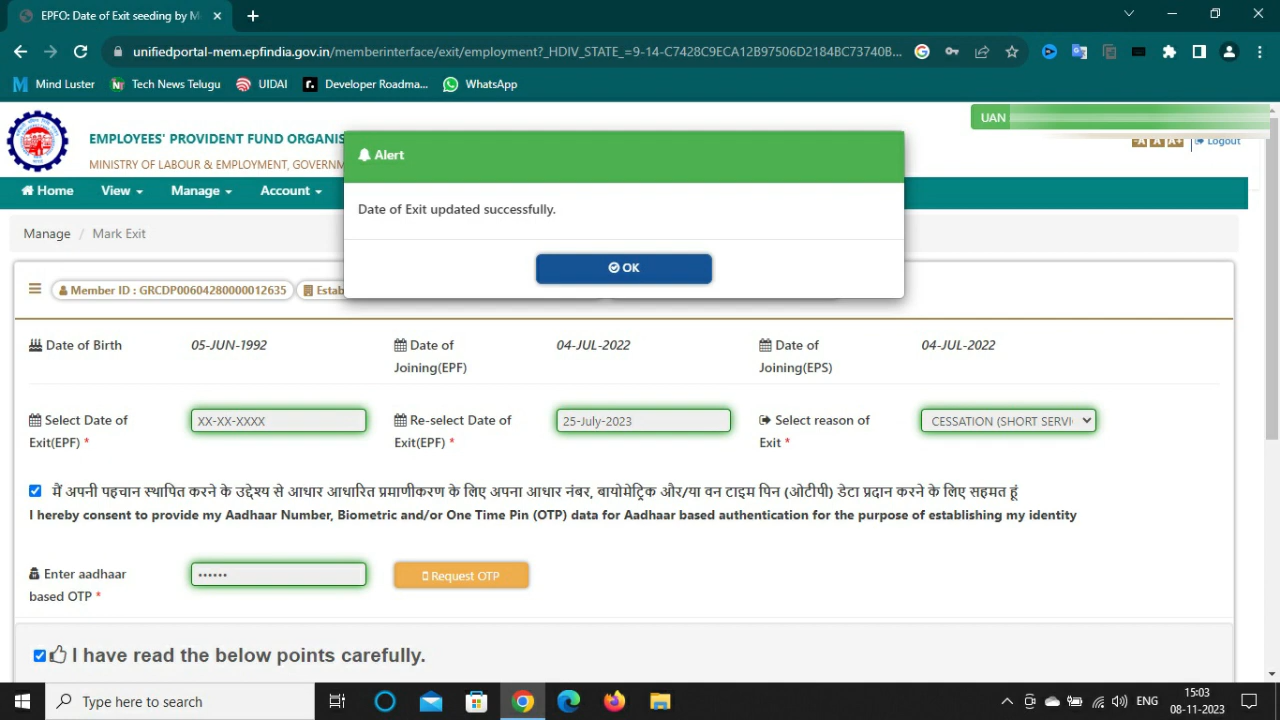 EPFO: Date of Exit seeding by M
unifiedportal-mem.epfindia.gov.in/memberinterface/exit/employment?_HDIV_STATE_=9-14-C7428C9ECA12B97506D2184BC73740B...
Mind Luster Tech News Telugu UIDAI Developer Roadma... WhatsApp
UAN
EMPLOYEES' PROVIDENT FUND ORGANIS
MINISTRY OF LABOUR & EMPLOYMENT, GOVERNM
-A A A+ Logout
Home View Manage Account
Alert
Date of Exit updated successfully.
OK
Manage / Mark Exit
Member ID : GRCDP00604280000012635 Estab
Date of Birth 05-JUN-1992 Date of Joining(EPF) 04-JUL-2022 Date of Joining(EPS) 04-JUL-2022
Select Date of Exit(EPF) * XX-XX-XXXX Re-select Date of Exit(EPF) * 25-July-2023 Select reason of Exit * CESSATION (SHORT SERVI
मैं अपनी पहचान स्थापित करने के उद्देश्य से आधार आधारित प्रमाणीकरण के लिए अपना आधार नंबर, बायोमेट्रिक और/या वन टाइम पिन (ओटीपी) डेटा प्रदान करने के लिए सहमत हूं
I hereby consent to provide my Aadhaar Number, Biometric and/or One Time Pin (OTP) data for Aadhaar based authentication for the purpose of establishing my identity
Enter aadhaar based OTP * •••••• Request OTP
I have read the below points carefully.
Type here to search
ENG
15:03
08-11-2023